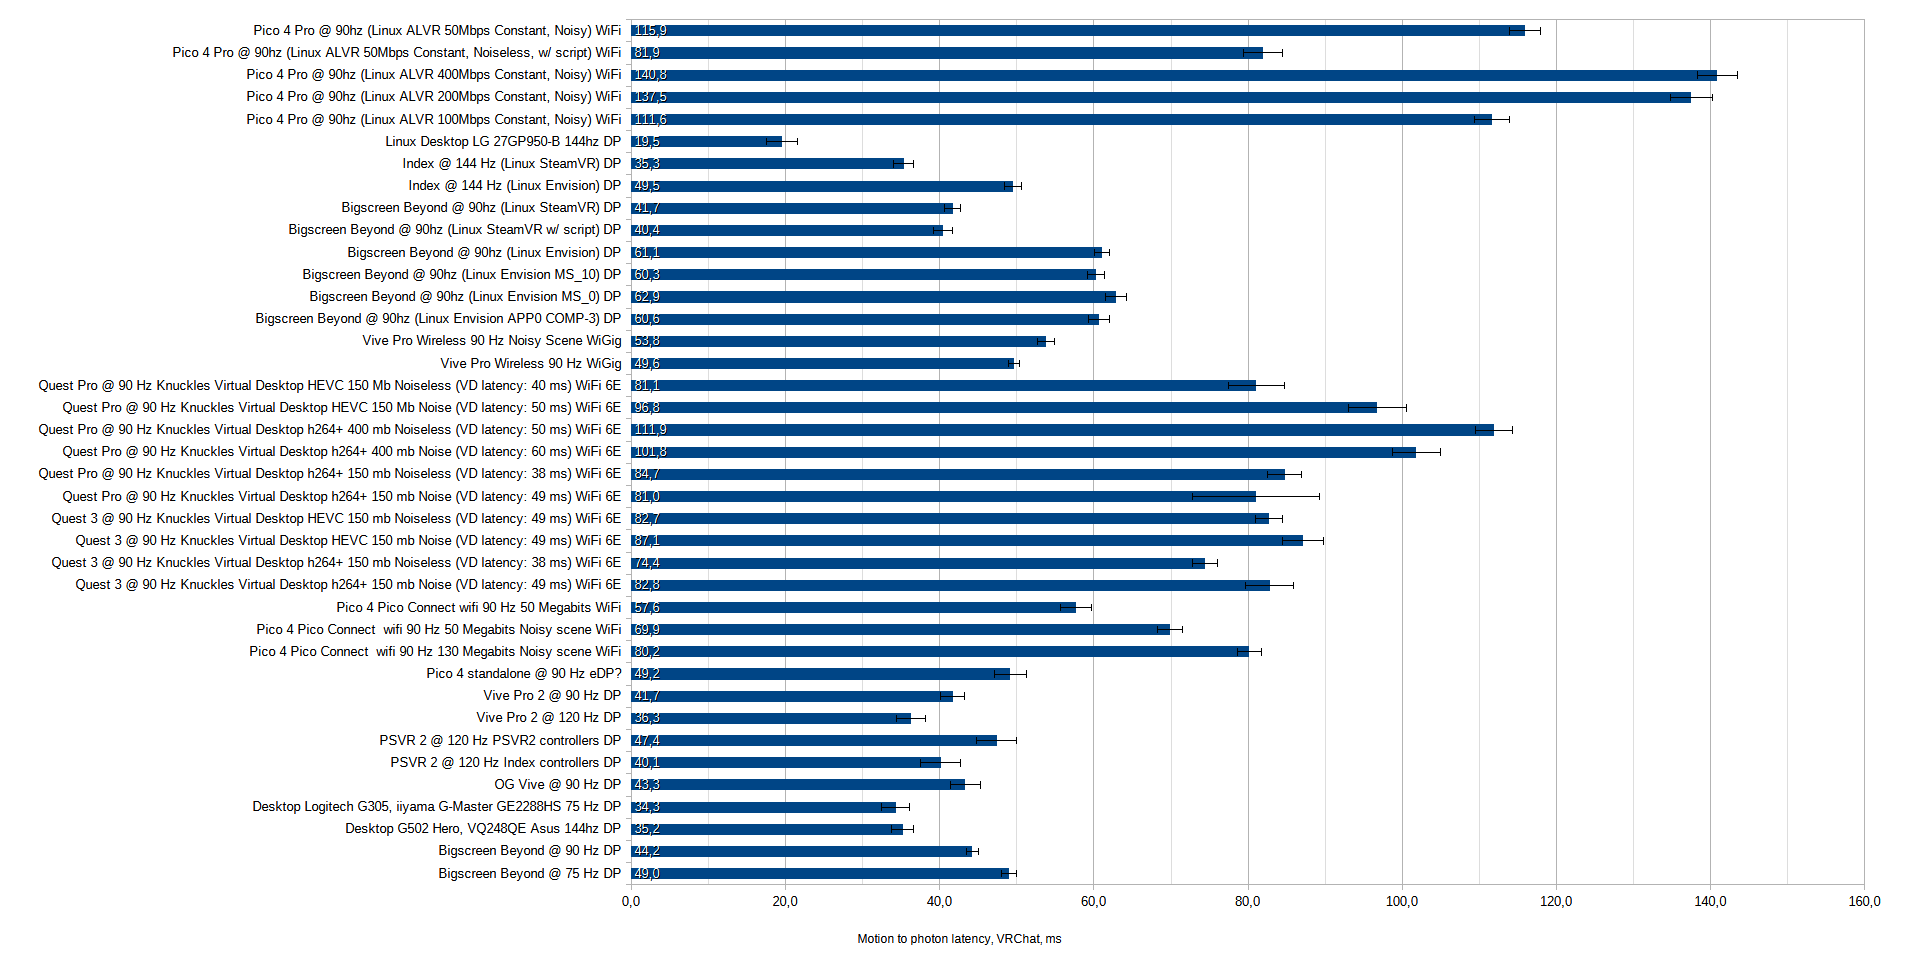 Pico 4 Pro @ 90hz (Linux ALVR 50Mbps Constant, Noisy) WiFi 115,9
Pico 4 Pro @ 90hz (Linux ALVR 50Mbps Constant, Noiseless, w/ script) WiFi 81,9
Pico 4 Pro @ 90hz (Linux ALVR 400Mbps Constant, Noisy) WiFi 140,8
Pico 4 Pro @ 90hz (Linux ALVR 200Mbps Constant, Noisy) WiFi 137,5
Pico 4 Pro @ 90hz (Linux ALVR 100Mbps Constant, Noisy) WiFi 111,6
Linux Desktop LG 27GP950-B 144hz DP 19,5
Index @ 144 Hz (Linux SteamVR) DP 35,3
Index @ 144 Hz (Linux Envision) DP 49,5
Bigscreen Beyond @ 90hz (Linux SteamVR) DP 41,7
Bigscreen Beyond @ 90hz (Linux SteamVR w/ script) DP 40,4
Bigscreen Beyond @ 90hz (Linux Envision) DP 61,1
Bigscreen Beyond @ 90hz (Linux Envision MS_10) DP 60,3
Bigscreen Beyond @ 90hz (Linux Envision MS_0) DP 62,9
Bigscreen Beyond @ 90hz (Linux Envision APP0 COMP-3) DP 60,6
Vive Pro Wireless 90 Hz Noisy Scene WiGig 53,8
Vive Pro Wireless 90 Hz WiGig 49,6
Quest Pro @ 90 Hz Knuckles Virtual Desktop HEVC 150 Mb Noiseless (VD latency: 40 ms) WiFi 6E 81,1
Quest Pro @ 90 Hz Knuckles Virtual Desktop HEVC 150 Mb Noise (VD latency: 50 ms) WiFi 6E 96,8
Quest Pro @ 90 Hz Knuckles Virtual Desktop h264+ 400 mb Noiseless (VD latency: 50 ms) WiFi 6E 111,9
Quest Pro @ 90 Hz Knuckles Virtual Desktop h264+ 400 mb Noise (VD latency: 60 ms) WiFi 6E 101,8
Quest Pro @ 90 Hz Knuckles Virtual Desktop h264+ 150 mb Noiseless (VD latency: 38 ms) WiFi 6E 84,7
Quest Pro @ 90 Hz Knuckles Virtual Desktop h264+ 150 mb Noise (VD latency: 49 ms) WiFi 6E 81,0
Quest 3 @ 90 Hz Knuckles Virtual Desktop HEVC 150 mb Noiseless (VD latency: 49 ms) WiFi 6E 82,7
Quest 3 @ 90 Hz Knuckles Virtual Desktop HEVC 150 mb Noise (VD latency: 49 ms) WiFi 6E 87,1
Quest 3 @ 90 Hz Knuckles Virtual Desktop h264+ 150 mb Noiseless (VD latency: 38 ms) WiFi 6E 74,4
Quest 3 @ 90 Hz Knuckles Virtual Desktop h264+ 150 mb Noise (VD latency: 49 ms) WiFi 6E 82,8
Pico 4 Pico Connect wifi 90 Hz 50 Megabits WiFi 57,6
Pico 4 Pico Connect  wifi 90 Hz 50 Megabits Noisy scene WiFi 69,9
Pico 4 Pico Connect  wifi 90 Hz 130 Megabits Noisy scene WiFi 80,2
Pico 4 standalone @ 90 Hz eDP? 49,2
Vive Pro 2 @ 90 Hz DP 41,7
Vive Pro 2 @ 120 Hz DP 36,3
PSVR 2 @ 120 Hz PSVR2 controllers DP 47,4
PSVR 2 @ 120 Hz Index controllers DP 40,1
OG Vive @ 90 Hz DP 43,3
Desktop Logitech G305, iiyama G-Master GE2288HS 75 Hz DP 34,3
Desktop G502 Hero, VQ248QE Asus 144hz DP 35,2
Bigscreen Beyond @ 90 Hz DP 44,2
Bigscreen Beyond @ 75 Hz DP 49,0
0,0 20,0 40,0 60,0 80,0 100,0 120,0 140,0 160,0
Motion to photon latency, VRChat, ms